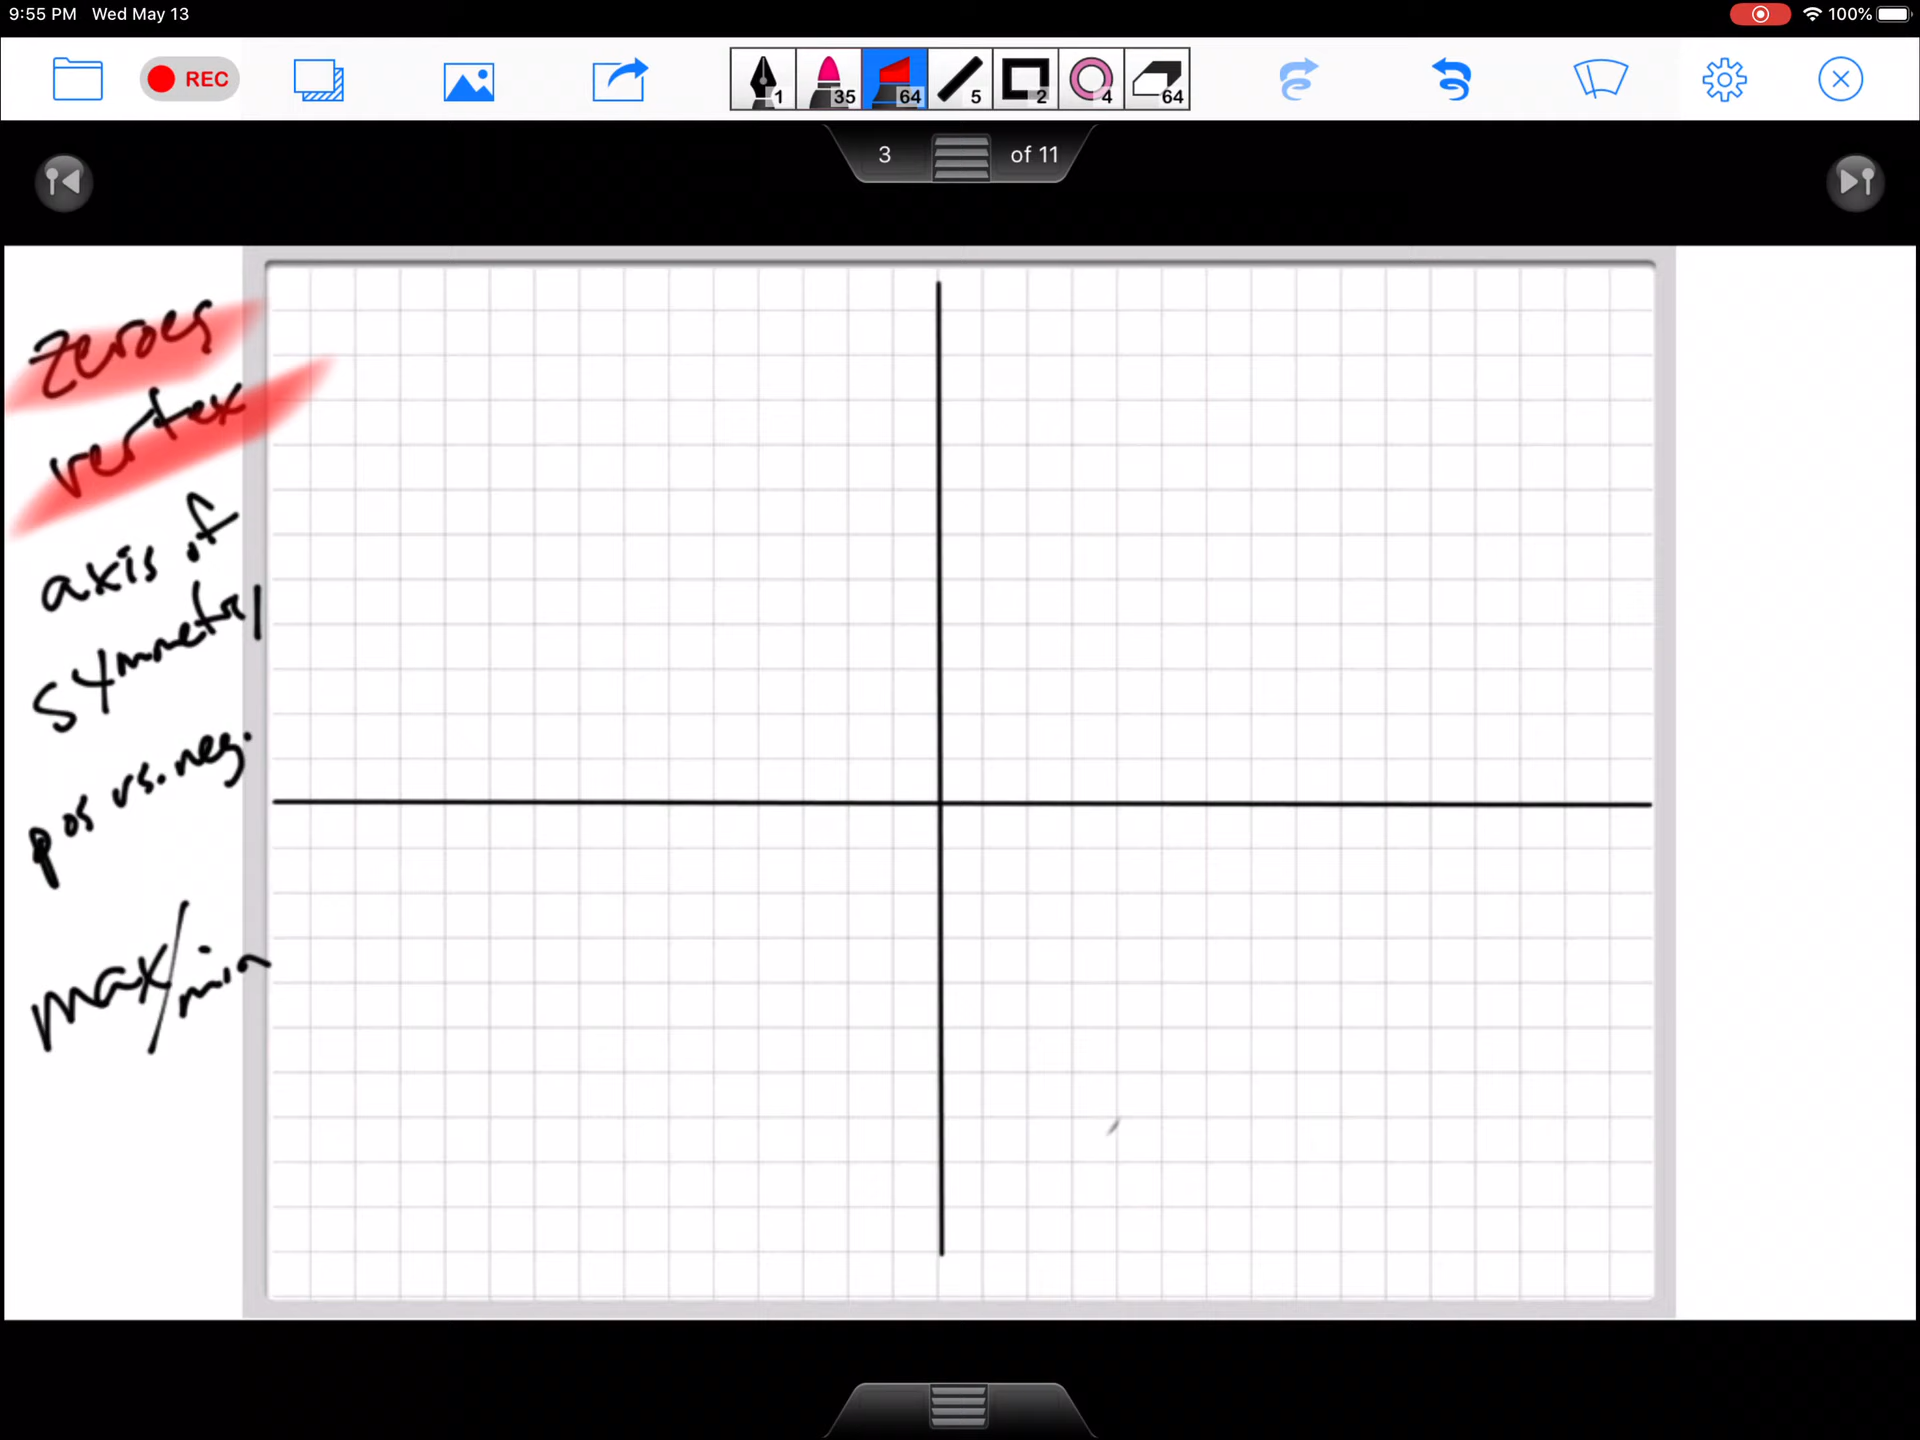 9:55 PM Wed May 13
100%
REC
1 35 64 5 2 4 64
3 of 11
zeroes
vertex
axis of
symmetry
pos vs. neg.
max/min